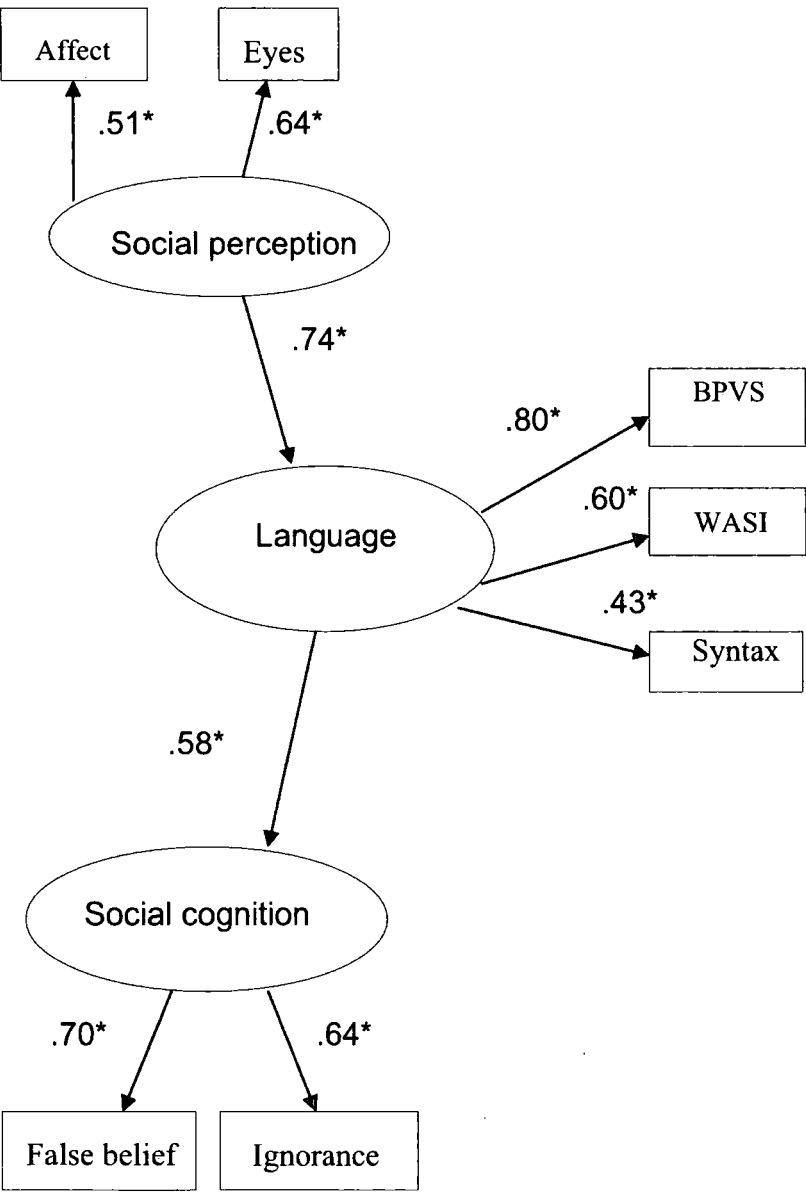 Affect
Eyes
.51*
.64*
Social perception
.74*
BPVS
.80*
.60*
WASI
Language
.43*
Syntax
.58*
Social cognition
.70*
.64*
False belief
Ignorance